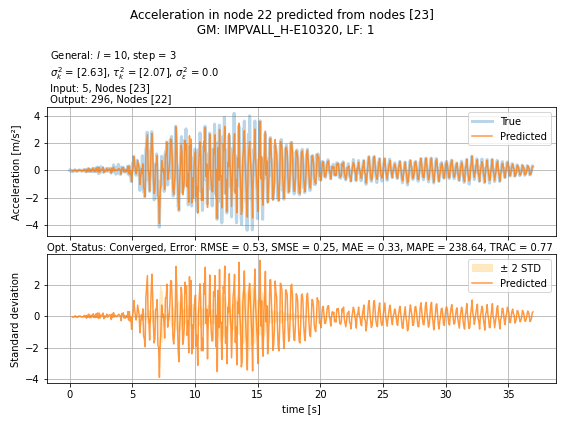 Acceleration in node 22 predicted from nodes [23]
GM: IMPVALL_H-E10320, LF: 1
General: l = 10, step = 3
σ²ₖ = [2.63], τ²ₖ = [2.07], σ²ᵣ = 0.0
Input: 5, Nodes [23]
Output: 296, Nodes [22]
Acceleration [m/s²]
4
2
0
−2
−4
True
Predicted
Opt. Status: Converged, Error: RMSE = 0.53, SMSE = 0.25, MAE = 0.33, MAPE = 238.64, TRAC = 0.77
Standard deviation
2
0
−2
−4
± 2 STD
Predicted
0 5 10 15 20 25 30 35
time [s]